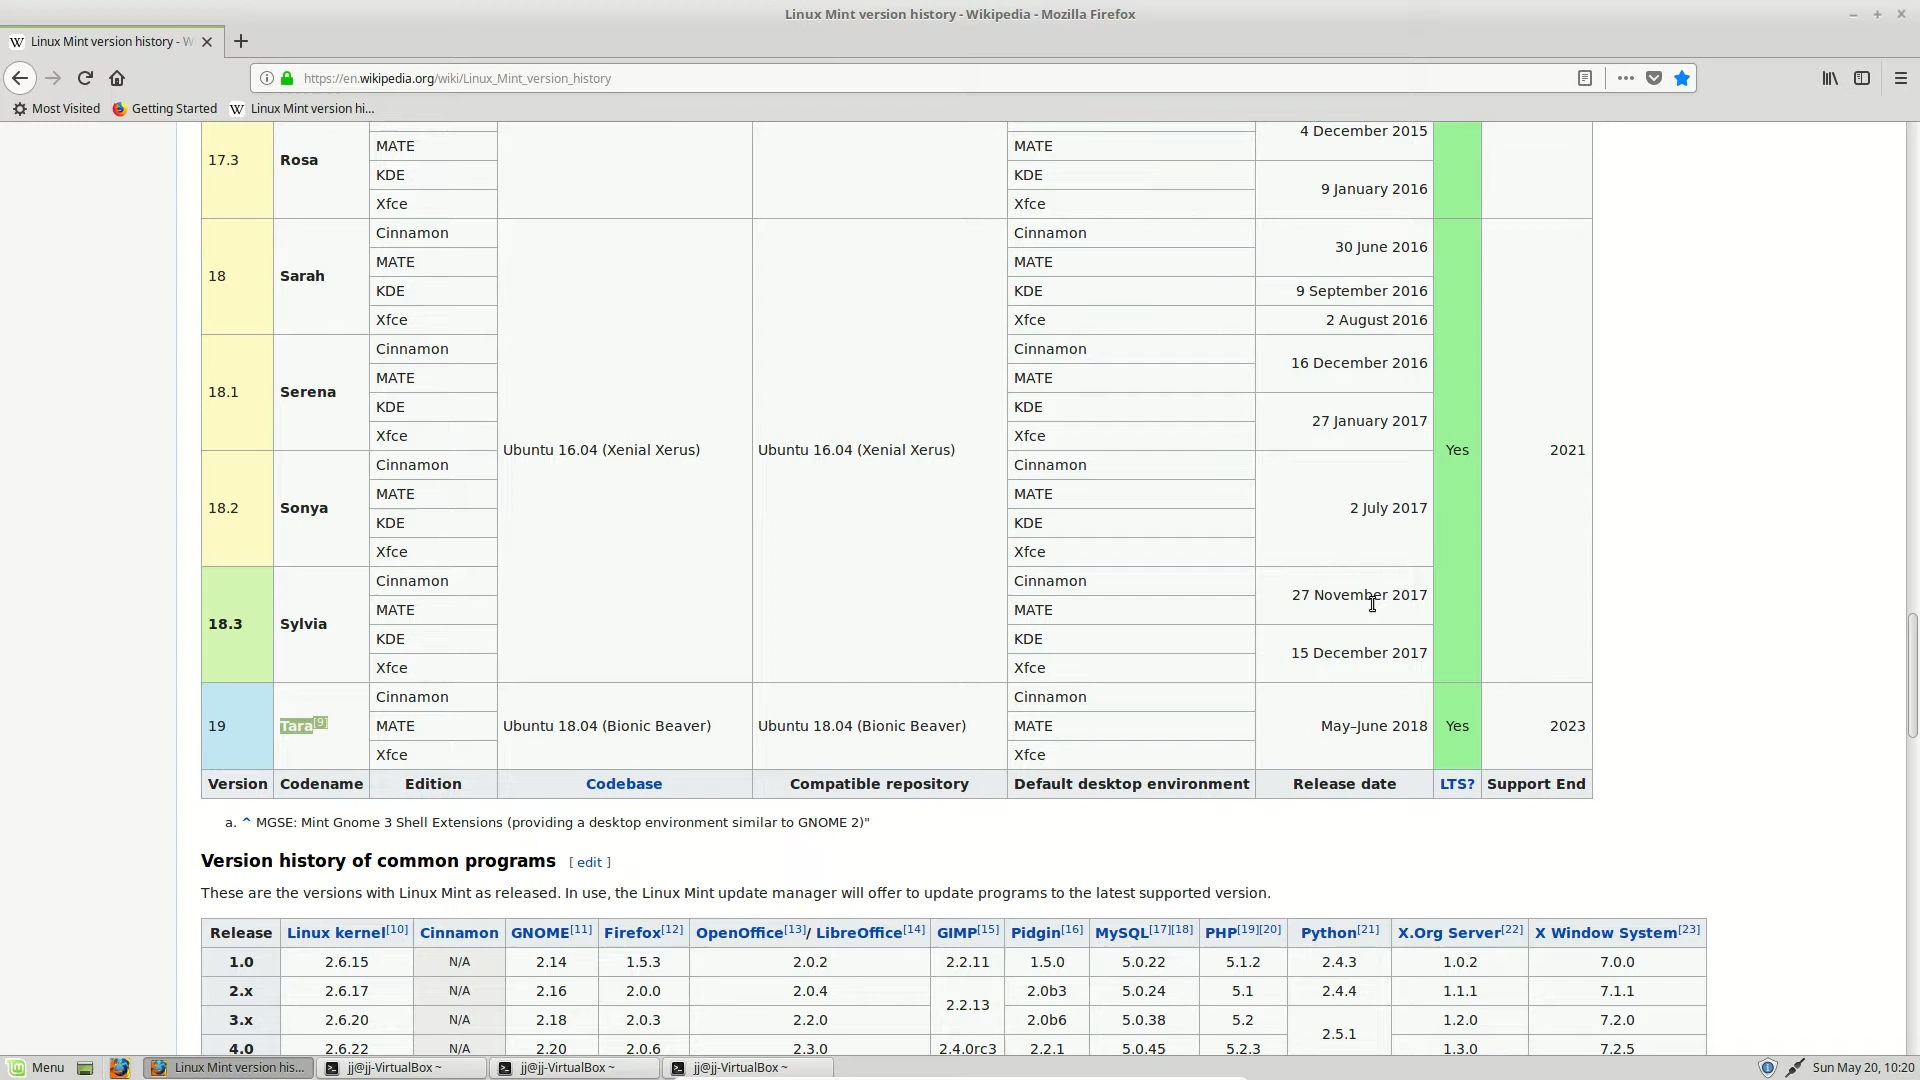 Linux Mint version history - Wikipedia - Mozilla Firefox
W Linux Mint version history - W
https://en.wikipedia.org/wiki/Linux_Mint_version_history
Most Visited Getting Started W Linux Mint version hi...
4 December 2015
MATE MATE
17.3 Rosa
KDE KDE
9 January 2016
Xfce Xfce
Cinnamon Cinnamon
30 June 2016
MATE MATE
18 Sarah
KDE KDE 9 September 2016
Xfce Xfce 2 August 2016
Cinnamon Cinnamon
16 December 2016
MATE MATE
18.1 Serena
KDE KDE
27 January 2017
Xfce Xfce
Ubuntu 16.04 (Xenial Xerus) Ubuntu 16.04 (Xenial Xerus) Yes 2021
Cinnamon Cinnamon
MATE MATE
18.2 Sonya 2 July 2017
KDE KDE
Xfce Xfce
Cinnamon Cinnamon
27 November 2017
MATE MATE
18.3 Sylvia
KDE KDE
15 December 2017
Xfce Xfce
Cinnamon Cinnamon
19 Tara[9] MATE Ubuntu 18.04 (Bionic Beaver) Ubuntu 18.04 (Bionic Beaver) MATE May–June 2018 Yes 2023
Xfce Xfce
Version Codename Edition Codebase Compatible repository Default desktop environment Release date LTS? Support End
a. ^ MGSE: Mint Gnome 3 Shell Extensions (providing a desktop environment similar to GNOME 2)"
Version history of common programs [ edit ]
These are the versions with Linux Mint as released. In use, the Linux Mint update manager will offer to update programs to the latest supported version.
Release Linux kernel[10] Cinnamon GNOME[11] Firefox[12] OpenOffice[13]/ LibreOffice[14] GIMP[15] Pidgin[16] MySQL[17][18] PHP[19][20] Python[21] X.Org Server[22] X Window System[23]
1.0 2.6.15 N/A 2.14 1.5.3 2.0.2 2.2.11 1.5.0 5.0.22 5.1.2 2.4.3 1.0.2 7.0.0
2.x 2.6.17 N/A 2.16 2.0.0 2.0.4 2.0b3 5.0.24 5.1 2.4.4 1.1.1 7.1.1
2.2.13
3.x 2.6.20 N/A 2.18 2.0.3 2.2.0 2.0b6 5.0.38 5.2 1.2.0 7.2.0
2.5.1
4.0 2.6.22 N/A 2.20 2.0.6 2.3.0 2.4.0rc3 2.2.1 5.0.45 5.2.3 1.3.0 7.2.5
Menu Linux Mint version his... jj@jj-VirtualBox ~ jj@jj-VirtualBox ~ jj@jj-VirtualBox ~ Sun May 20, 10:20